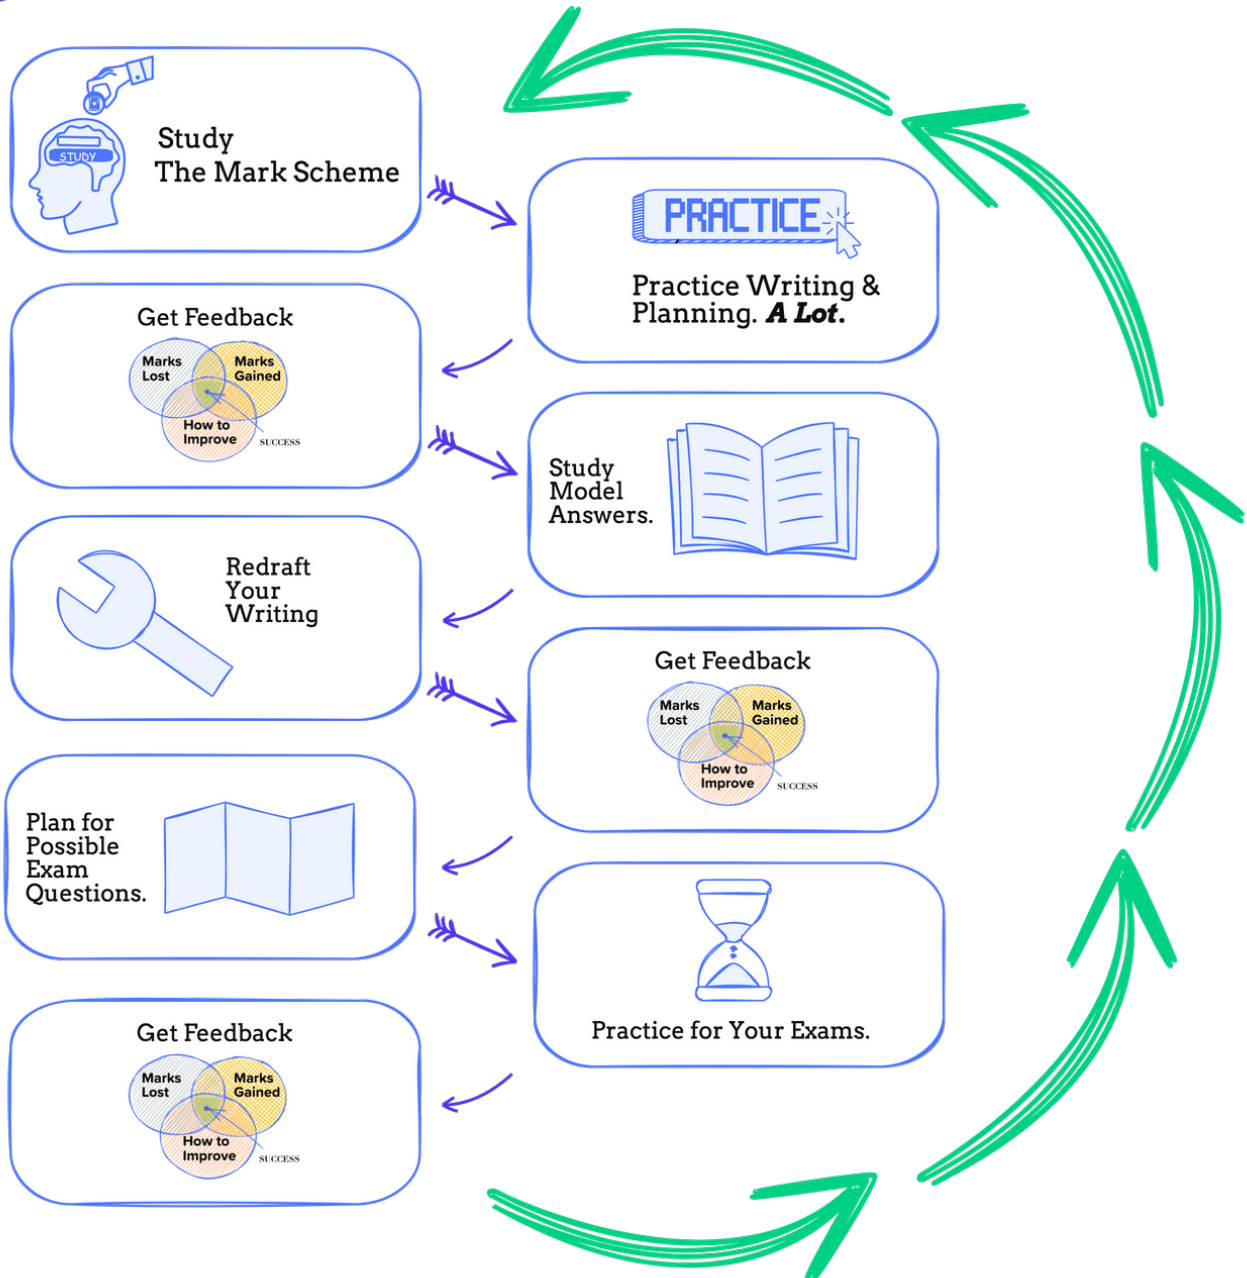 STUDY
Study
The Mark Scheme
PRACTICE
Practice Writing &
Planning. A Lot.
Get Feedback
Marks
Lost
Marks
Gained
How to
Improve
SUCCESS
Study
Model
Answers.
Redraft
Your
Writing
Get Feedback
Marks
Lost
Marks
Gained
How to
Improve
SUCCESS
Plan for
Possible
Exam
Questions.
Practice for Your Exams.
Get Feedback
Marks
Lost
Marks
Gained
How to
Improve
SUCCESS